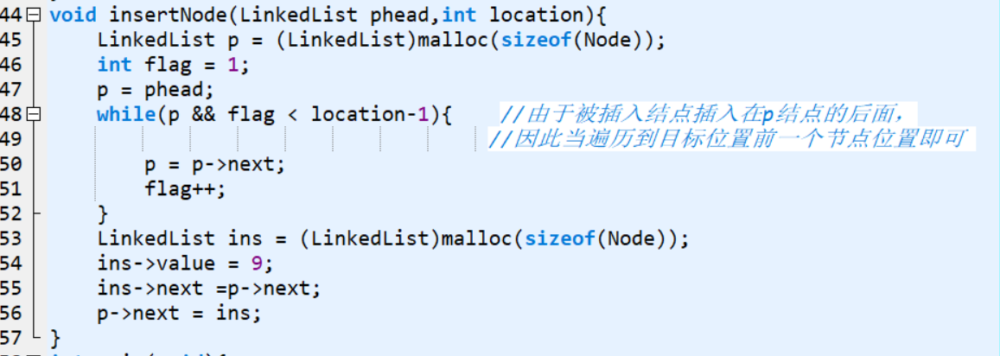 44 void insertNode(LinkedList phead,int location){
45 LinkedList p = (LinkedList)malloc(sizeof(Node));
46 int flag = 1;
47 p = phead;
48 while(p && flag < location-1){ //由于被插入结点插入在p结点的后面，
49 //因此当遍历到目标位置前一个节点位置即可
50 p = p->next;
51 flag++;
52 }
53 LinkedList ins = (LinkedList)malloc(sizeof(Node));
54 ins->value = 9;
55 ins->next =p->next;
56 p->next = ins;
57 }